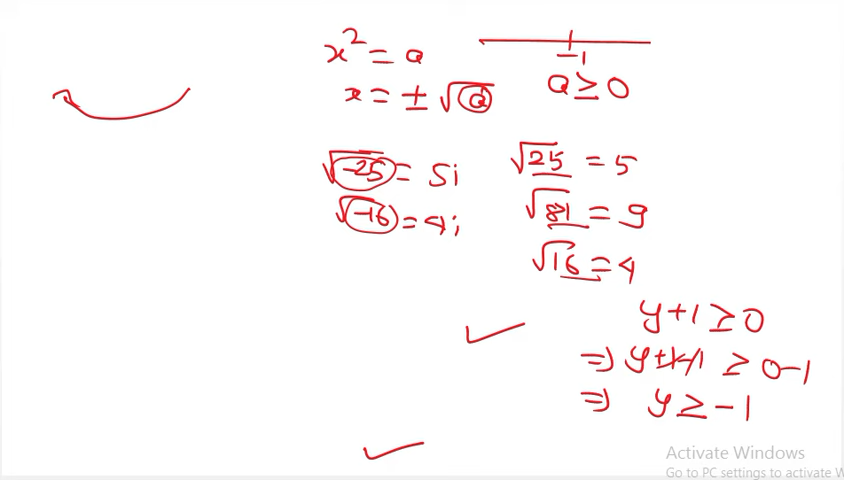 x² = a
-1
x = ± √a
a ≥ 0
√-25 = 5i
√25 = 5
√-16 = 4i
√81 = 9
√16 = 4
y+1 ≥ 0
⇒ y+1-1 ≥ 0-1
⇒ y ≥ -1
Activate Windows
Go to PC settings to activate W